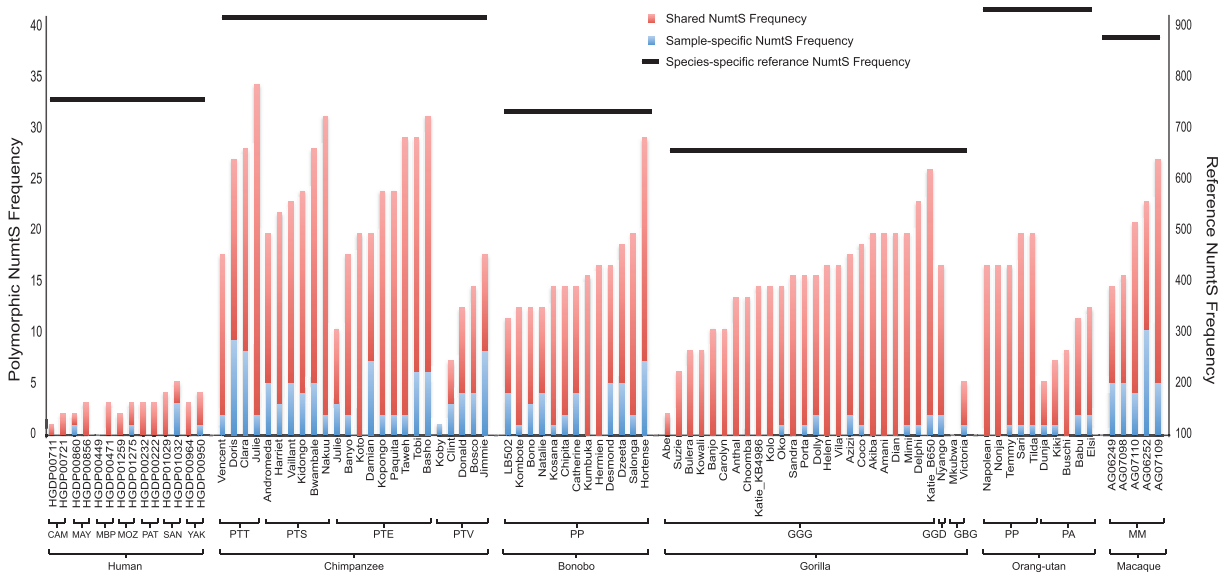 Shared NumtS Frequnecy
Sample-specific NumtS Frequency
Species-specific referance NumtS Frequency
Polymorphic NumtS Frequency
40
35
30
25
20
15
10
5
0
Reference NumtS Frequency
900
800
700
600
500
400
300
200
100
HGDP00711
HGDP00721
HGDP00860
HGDP00856
HGDP00449
HGDP00471
HGDP01259
HGDP01275
HGDP00232
HGDP00222
HGDP01029
HGDP01032
HGDP00964
HGDP00950
Vencent
Doris
Clara
Julie
Andromeda
Harriet
Vaillant
Kidongo
Bwambale
Nakuu
Julie
Banyo
Koto
Damian
Koppongo
Paquita
Taweh
Tobi
Basho
Koby
Clint
Donald
Bosco
Jimmie
LB502
Kombote
Bono
Natalie
Kosana
Chipita
Catherine
Kumbuka
Hermien
Desmond
Dzeeta
Salonga
Hortense
Abe
Suzie
Bulera
Kowali
Banjo
Carolyn
Anthal
Choomba
Katie_KB4986
Kolo
Oko
Sandra
Porta
Dolly
Helen
Vila
Azizi
Coco
Akiba
Amani
Dian
Mimi
Delphi
Katie_B650
Nyango
Mkubwa
Victoria
Napolean
Nonja
Temmy
Sari
Tilda
Dunja
Kiki
Buschi
Babu
Elsi
AG06249
AG07098
AG07110
AG062552
AG07109
CAM MAY MBP MOZ PAT SAN YAK PTT PTS PTE PTV PP GGG GGD GBG PP PA MM
Human Chimpanzee Bonobo Gorilla Orang-utan Macaque